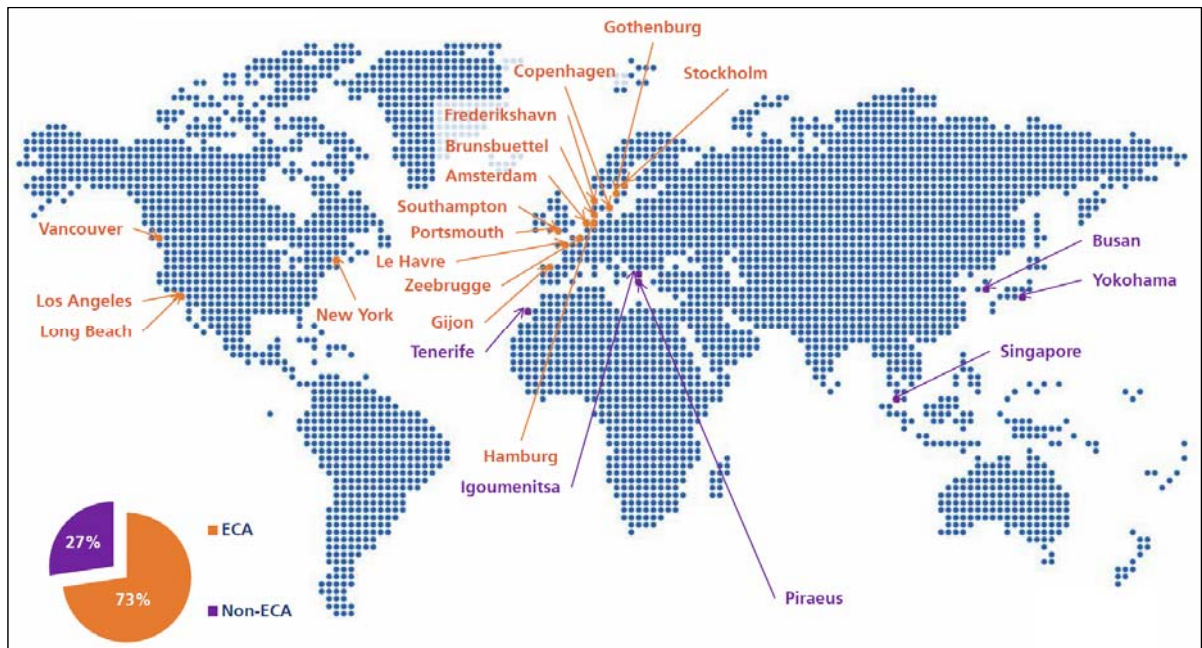 Gothenburg
Copenhagen
Stockholm
Frederikshavn
Brunsbuettel
Amsterdam
Southampton
Portsmouth
Vancouver
Le Havre
Zeebrugge
Busan
Yokohama
Los Angeles
Long Beach
New York
Gijon
Tenerife
Singapore
Hamburg
Igoumenitsa
Piraeus
27%
73%
ECA
Non-ECA